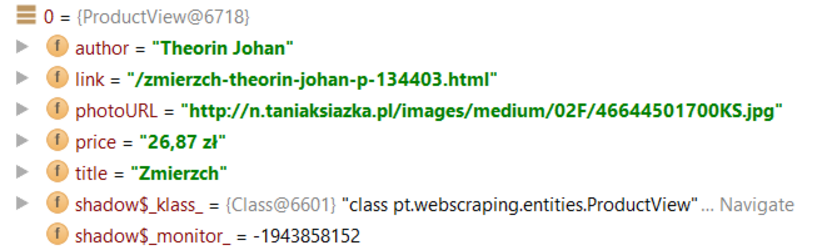 0 = {ProductView@6718}
f author = "Theorin Johan"
f link = "/zmierzch-theorin-johan-p-134403.html"
f photoURL = "http://n.taniaksiazka.pl/images/medium/02F/46644501700KS.jpg"
f price = "26,87 zł"
f title = "Zmierzch"
f shadow$_klass_ = {Class@6601} "class pt.webscraping.entities.ProductView"... Navigate
f shadow$_monitor_ = -1943858152